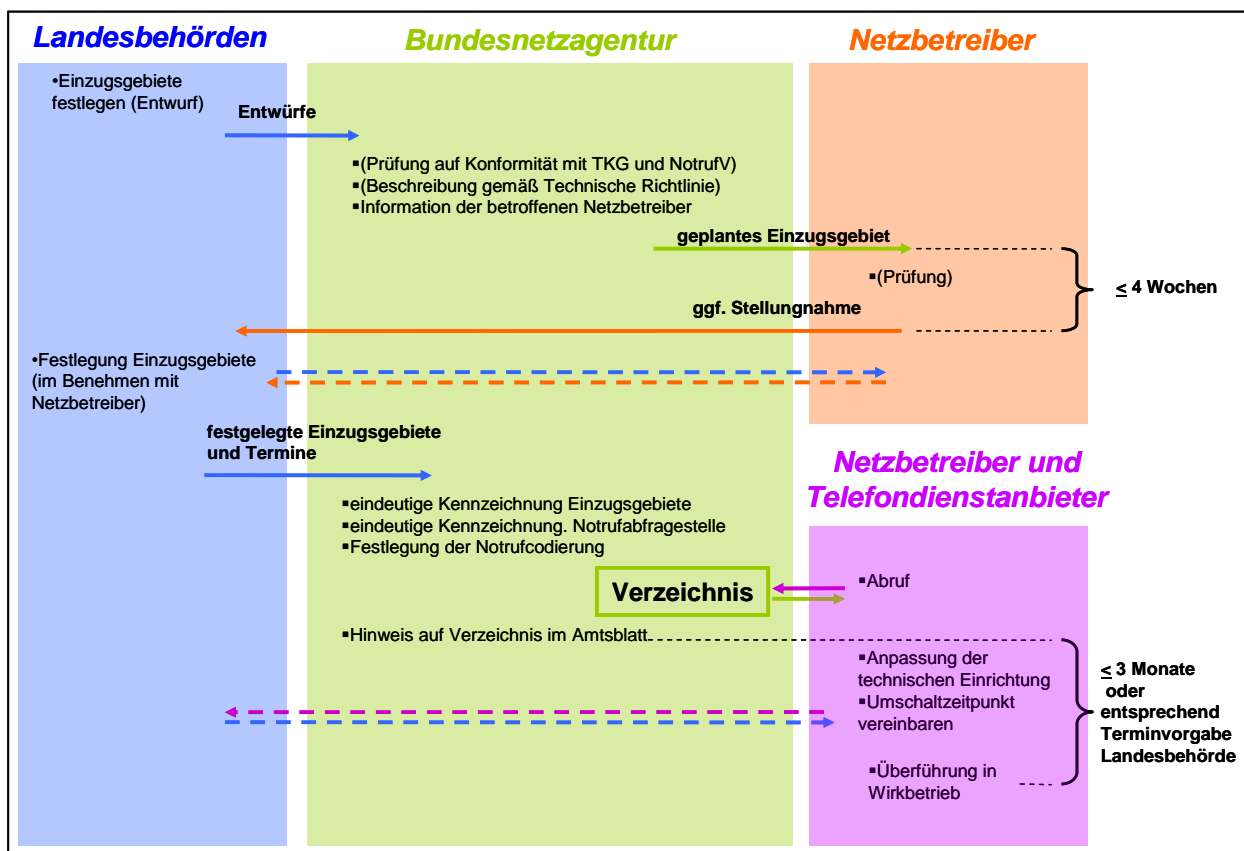 Landesbehörden
Bundesnetzagentur
Netzbetreiber
•Einzugsgebiete
festlegen (Entwurf)
Entwürfe
▪(Prüfung auf Konformität mit TKG und NotrufV)
▪(Beschreibung gemäß Technische Richtlinie)
▪Information der betroffenen Netzbetreiber
geplantes Einzugsgebiet
▪(Prüfung)
≤ 4 Wochen
ggf. Stellungnahme
•Festlegung Einzugsgebiete
(im Benehmen mit
Netzbetreiber)
festgelegte Einzugsgebiete
und Termine
Netzbetreiber und
Telefondienstanbieter
▪eindeutige Kennzeichnung Einzugsgebiete
▪eindeutige Kennzeichnung. Notrufabfragestelle
▪Festlegung der Notrufcodierung
Verzeichnis
▪Abruf
▪Hinweis auf Verzeichnis im Amtsblatt
▪Anpassung der
technischen Einrichtung
▪Umschaltzeitpunkt
vereinbaren
▪Überführung in
Wirkbetrieb
≤ 3 Monate
oder
entsprechend
Terminvorgabe
Landesbehörde